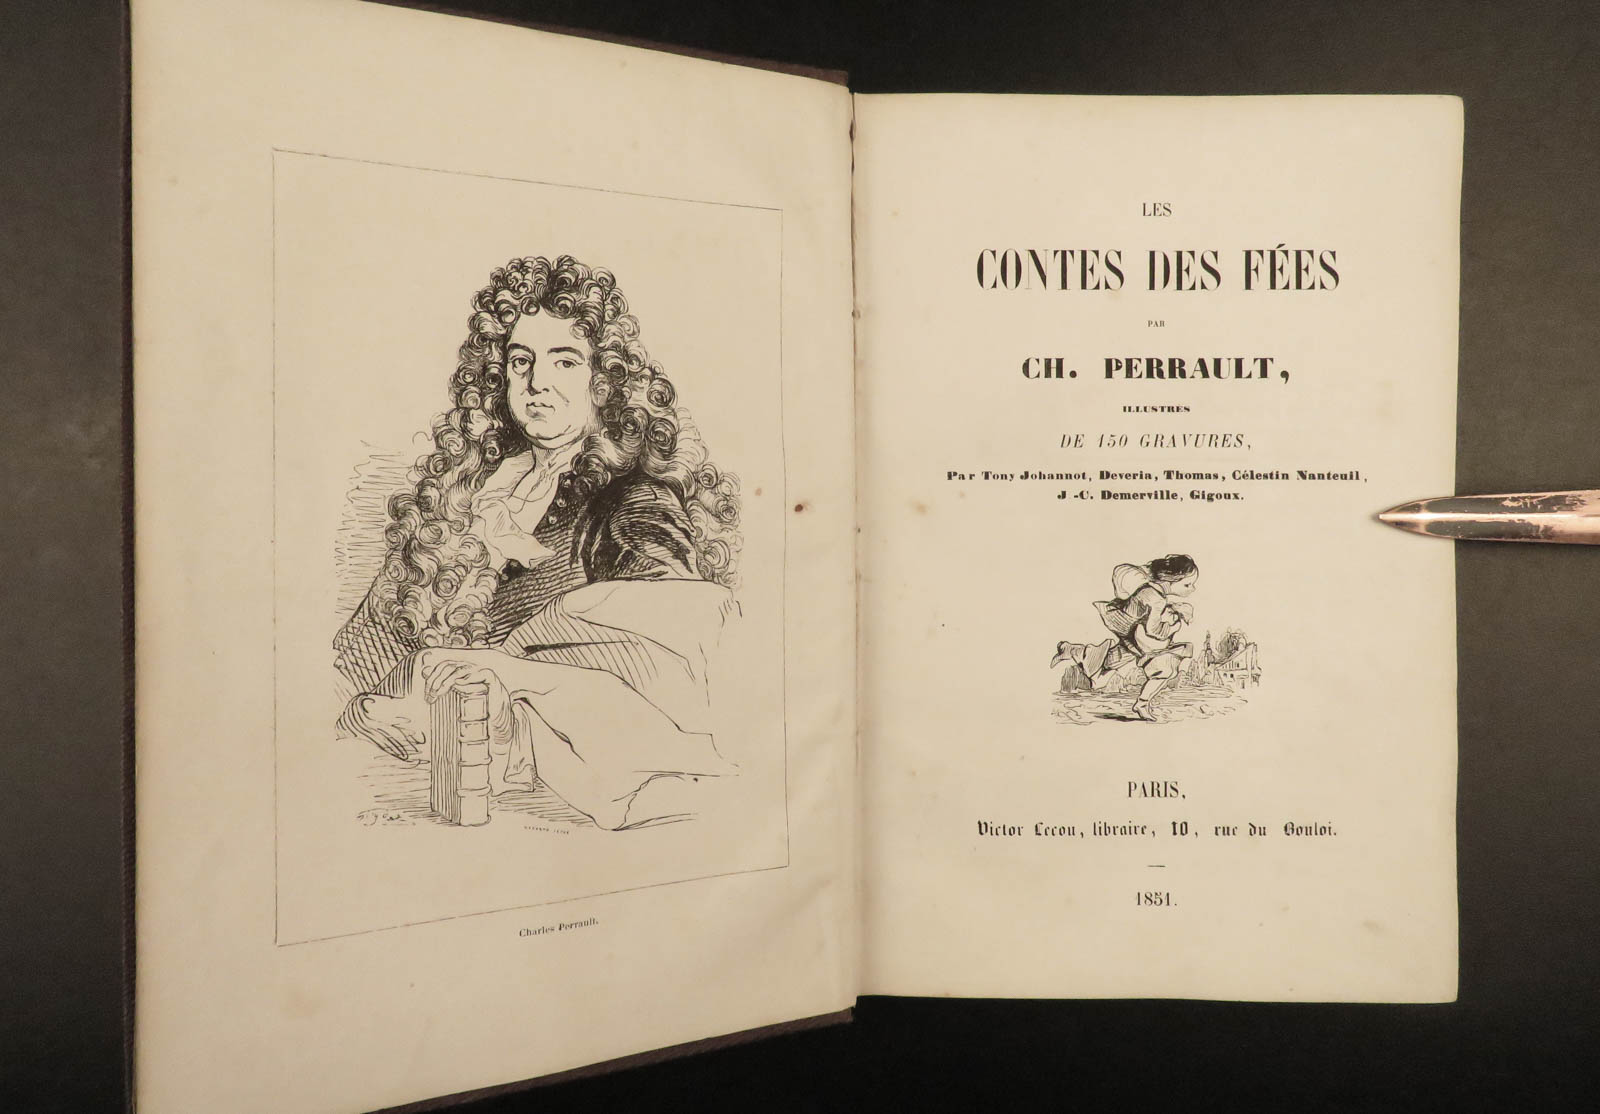 Charles Perrault.
LES
CONTES DES FÉES
PAR
CH. PERRAULT,
ILLUSTRÉS
DE 150 GRAVURES,
Par Tony Johannot, Deveria, Thomas, Célestin Nanteuil,
J.-C. Demerville, Gigoux.
PARIS,
Victor Lecou, libraire, 10, rue du Bouloi.
1851.